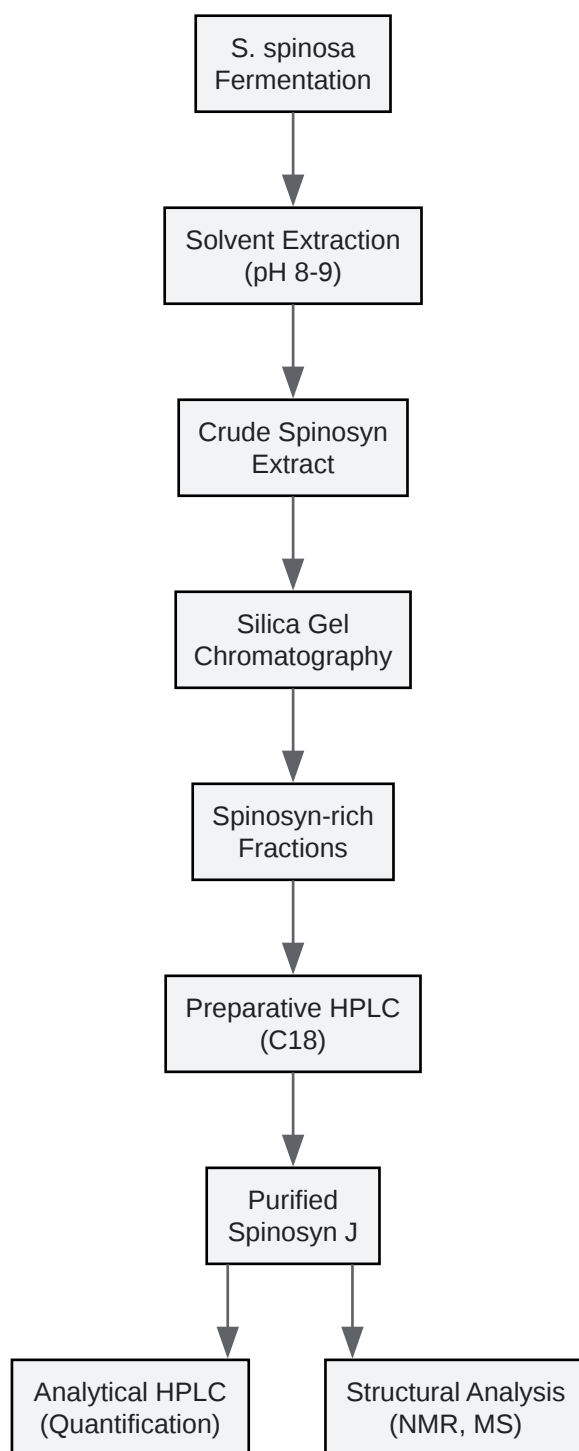 S. spinosa
Fermentation
Solvent Extraction
(pH 8-9)
Crude Spinosyn
Extract
Silica Gel
Chromatography
Spinosyn-rich
Fractions
Preparative HPLC
(C18)
Purified
Spinosyn J
Analytical HPLC
(Quantification)
Structural Analysis
(NMR, MS)